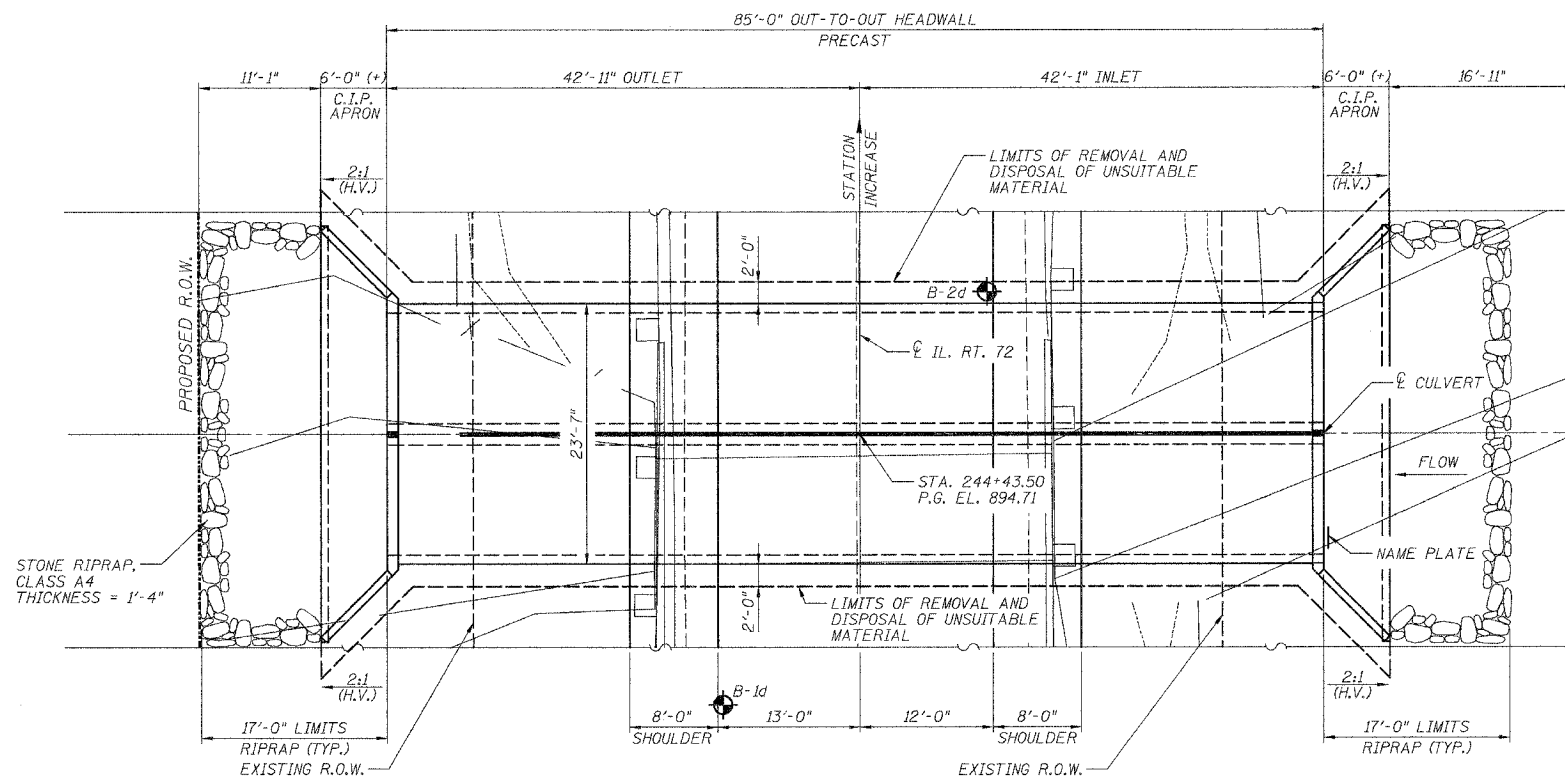 85'-0" OUT-TO-OUT HEADWALL
PRECAST
11'-1"
6'-0" (+)
42'-11" OUTLET
42'-1" INLET
6'-0" (+)
16'-11"
C.I.P.
APRON
C.I.P.
APRON
STATION
INCREASE
LIMITS OF REMOVAL AND
DISPOSAL OF UNSUITABLE
MATERIAL
2:1
(H.V.)
2:1
(H.V.)
PROPOSED R.O.W.
2'-0"
B-2d
℄ IL. RT. 72
℄ CULVERT
23'-7"
FLOW
STA. 244+43.50
P.G. EL. 894.71
NAME PLATE
STONE RIPRAP,
CLASS A4
THICKNESS = 1'-4"
LIMITS OF REMOVAL AND
DISPOSAL OF UNSUITABLE
MATERIAL
2'-0"
2:1
(H.V.)
2:1
(H.V.)
B-1d
17'-0" LIMITS
RIPRAP (TYP.)
8'-0"
SHOULDER
13'-0"
12'-0"
8'-0"
SHOULDER
17'-0" LIMITS
RIPRAP (TYP.)
EXISTING R.O.W.
EXISTING R.O.W.